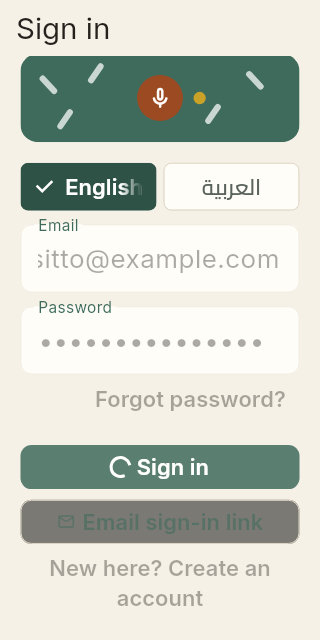 Sign in
English
العربية
Email
sitto@example.com
Password
Forgot password?
Sign in
Email sign-in link
New here? Create an
account